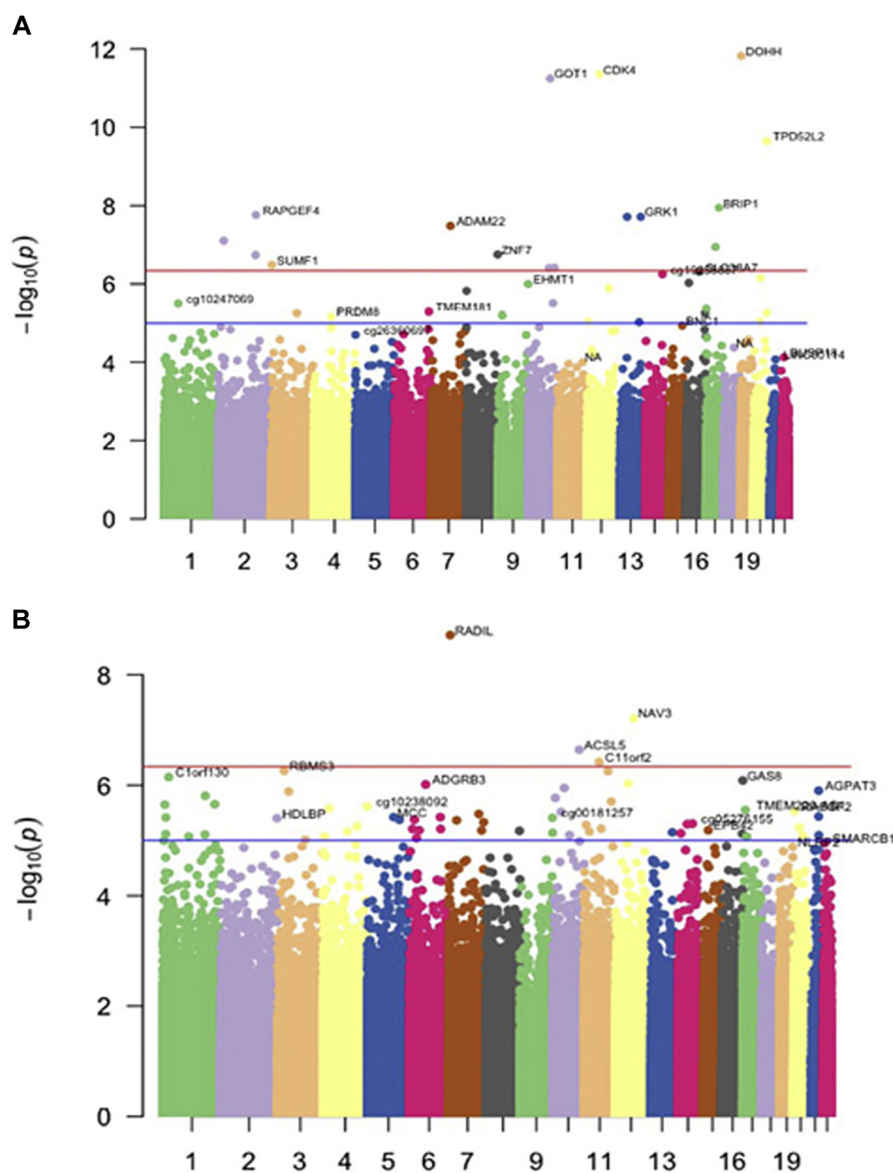 A
12
DOHH
GOT1
CDK4
10
TPD52L2
8
RAPGEF4
GRK1
BRIP1
ADAM22
ZNF7
SUMF1
6
EHMT1
cg10247069
PRDM8
TMEM181
BNC1
NA
NA
4
2
0
−log10(p)
1 2 3 4 5 6 7 9 11 13 16 19
B
RADIL
8
NAV3
ACSL5
C11orf2
C1orf130
RBMS3
ADGRB3
GAS8
AGPAT3
6
cg10238092
HDLBP
MCC
cg00181257
cg05276155
EPB42
SMARCB1
4
2
0
−log10(p)
1 2 3 4 5 6 7 9 11 13 16 19